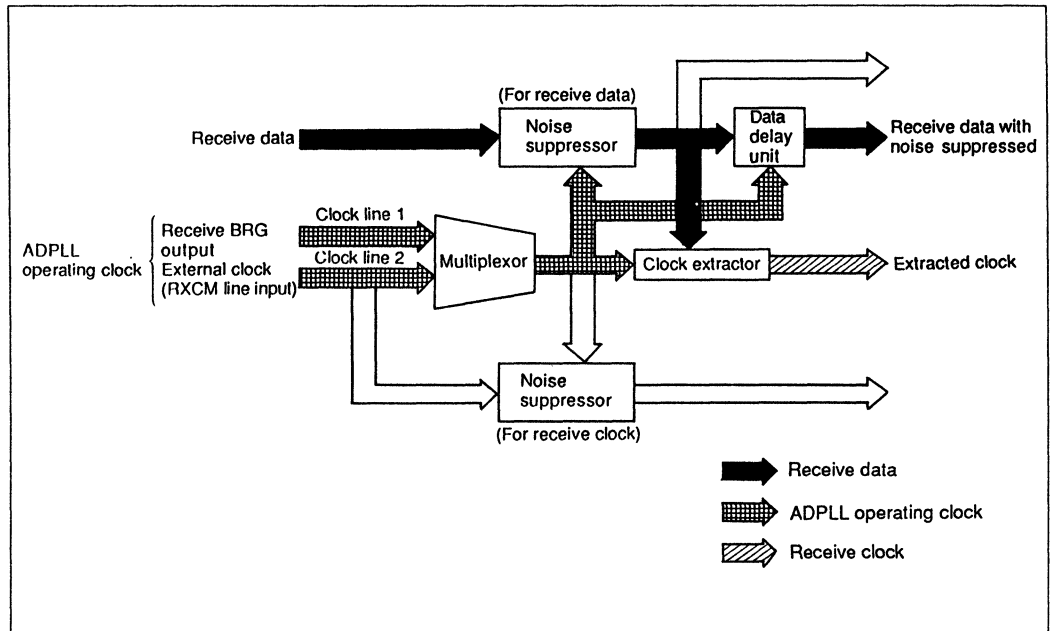 (For receive data)
Receive data
Noise
suppressor
Data
delay
unit
Receive data with
noise suppressed
ADPLL
operating clock
Receive BRG
output
External clock
(RXCM line input)
Clock line 1
Clock line 2
Multiplexor
Clock extractor
Extracted clock
Noise
suppressor
(For receive clock)
Receive data
ADPLL operating clock
Receive clock